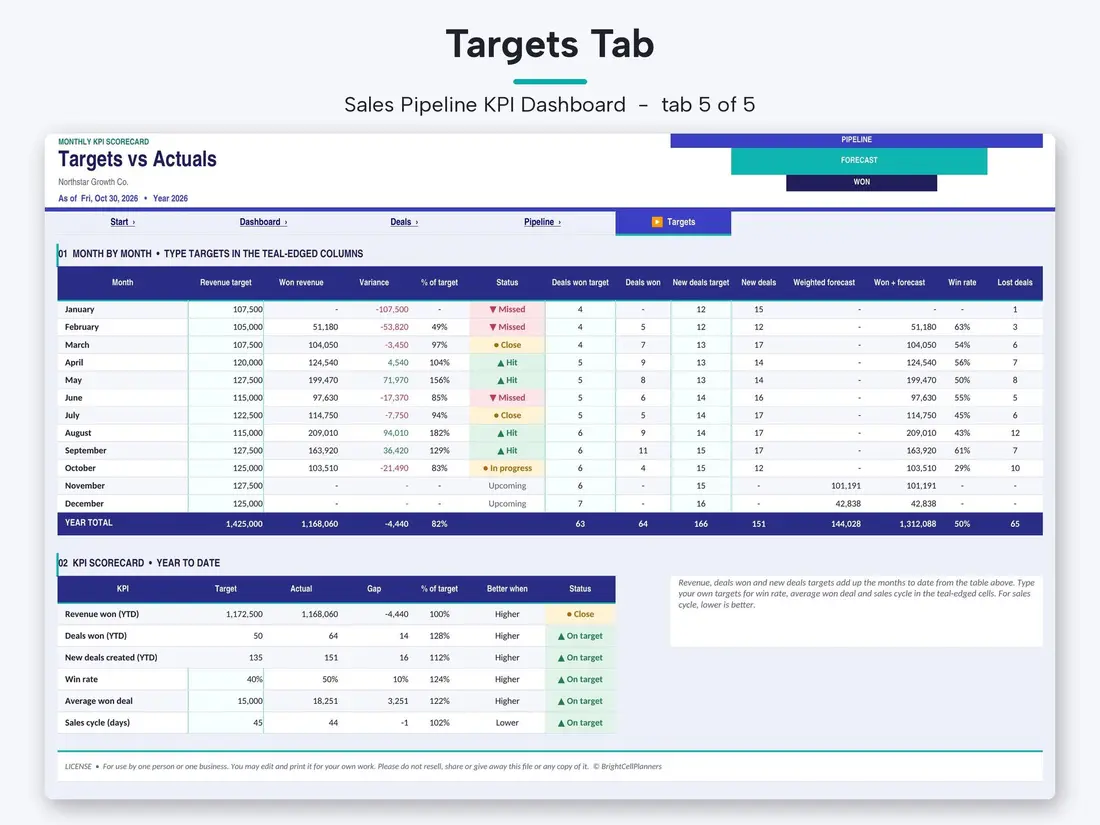 Targets Tab
Sales Pipeline KPI Dashboard – tab 5 of 5
MONTHLY KPI SCORECARD
Targets vs Actuals
Northstar Growth Co.
As of Fri, Oct 30, 2026 • Year 2026
PIPELINE
FORECAST
WON
Start › Dashboard › Deals › Pipeline › ▶ Targets
01 MONTH BY MONTH • TYPE TARGETS IN THE TEAL-EDGED COLUMNS
Month Revenue target Won revenue Variance % of target Status Deals won target Deals won New deals target New deals Weighted forecast Won + forecast Win rate Lost deals
January 107,500 - -107,500 - ▼ Missed 4 - 12 15 - - - 1
February 105,000 51,180 -53,820 49% ▼ Missed 4 5 12 12 - 51,180 63% 3
March 107,500 104,050 -3,450 97% ● Close 4 7 13 17 - 104,050 54% 6
April 120,000 124,540 4,540 104% ▲ Hit 5 9 13 14 - 124,540 56% 7
May 127,500 199,470 71,970 156% ▲ Hit 5 8 13 14 - 199,470 50% 8
June 115,000 97,630 -17,370 85% ▼ Missed 5 6 14 16 - 97,630 55% 5
July 122,500 114,750 -7,750 94% ● Close 5 5 14 17 - 114,750 45% 6
August 115,000 209,010 94,010 182% ▲ Hit 6 9 14 17 - 209,010 43% 12
September 127,500 163,920 36,420 129% ▲ Hit 6 11 15 17 - 163,920 61% 7
October 125,000 103,510 -21,490 83% ● In progress 6 4 15 12 - 103,510 29% 10
November 127,500 - - - Upcoming 6 - 15 - 101,191 101,191 - -
December 125,000 - - - Upcoming 7 - 16 - 42,838 42,838 - -
YEAR TOTAL 1,425,000 1,168,060 -4,440 82% 63 64 166 151 144,028 1,312,088 50% 65
02 KPI SCORECARD • YEAR TO DATE
KPI Target Actual Gap % of target Better when Status
Revenue won (YTD) 1,172,500 1,168,060 -4,440 100% Higher ● Close
Deals won (YTD) 50 64 14 128% Higher ▲ On target
New deals created (YTD) 135 151 16 112% Higher ▲ On target
Win rate 40% 50% 10% 124% Higher ▲ On target
Average won deal 15,000 18,251 3,251 122% Higher ▲ On target
Sales cycle (days) 45 44 -1 102% Lower ▲ On target
Revenue, deals won and new deals targets add up the months to date from the table above. Type
your own targets for win rate, average won deal and sales cycle in the teal-edged cells. For sales
cycle, lower is better.
LICENSE • For use by one person or one business. You may edit and print it for your own work. Please do not resell, share or give away this file or any copy of it. © BrightCellPlanners